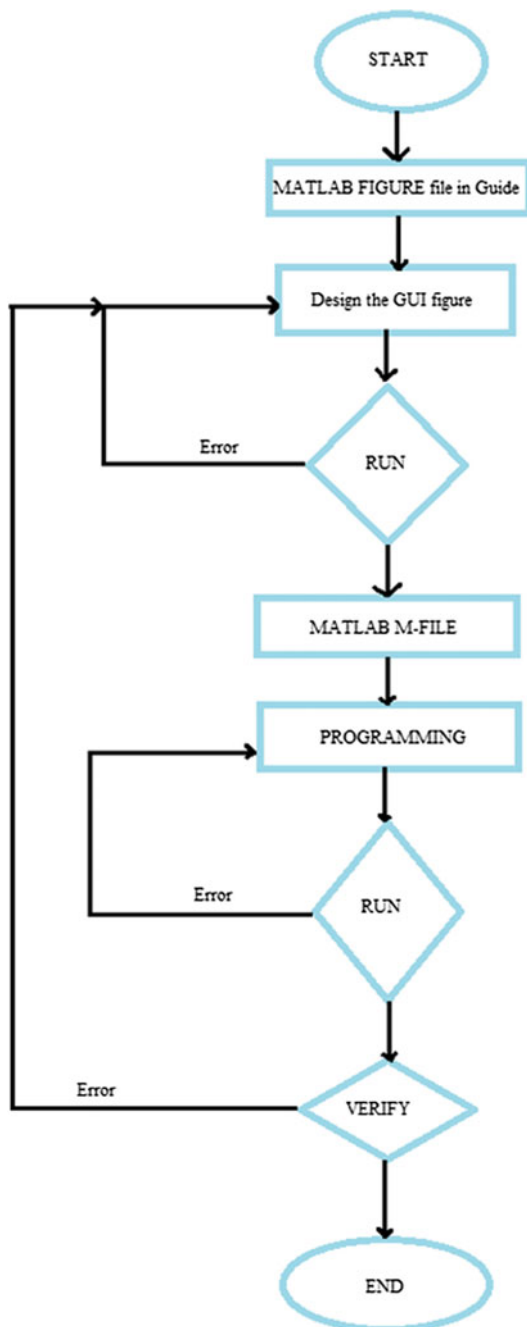 START
MATLAB FIGURE file in Guide
Design the GUI figure
Error
RUN
MATLAB M-FILE
PROGRAMMING
Error
RUN
Error
VERIFY
END